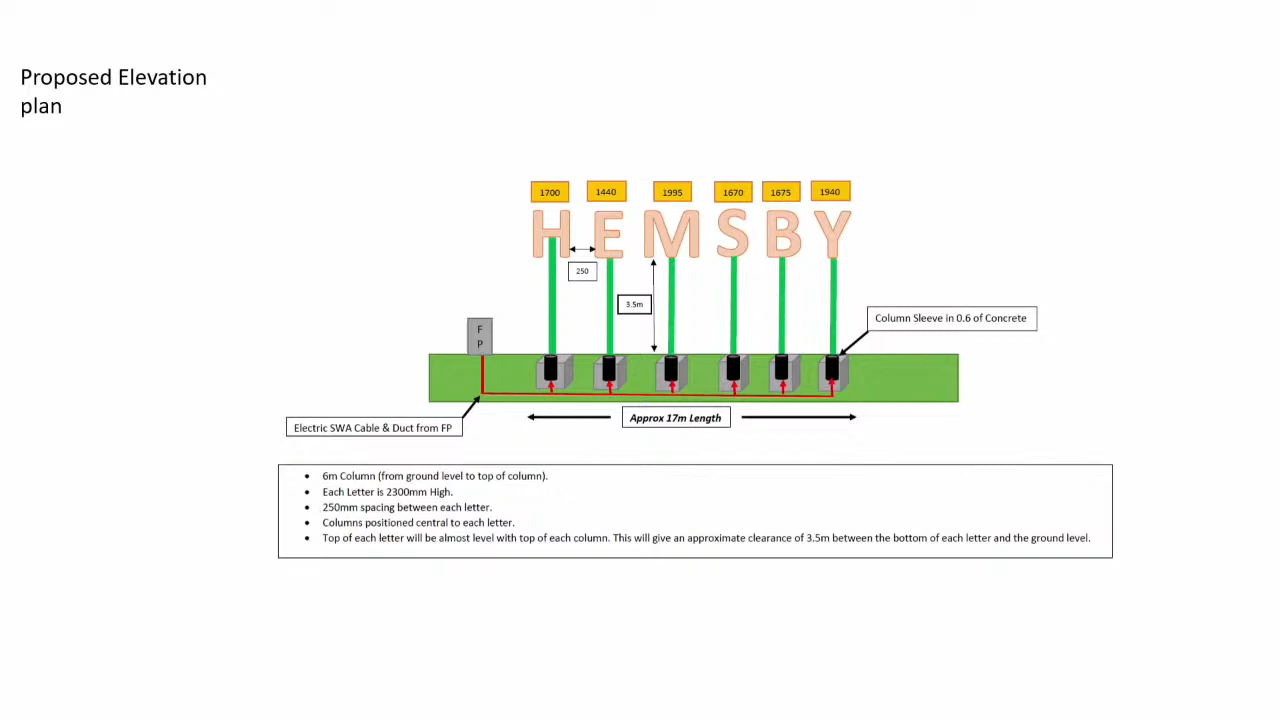 Proposed Elevation
plan
1700 1440 1995 1670 1675 1940
HEMSBY
250
3.5m
Column Sleeve in 0.6 of Concrete
F
P
Approx 17m Length
Electric SWA Cable & Duct from FP
• 6m Column (from ground level to top of column).
• Each Letter is 2300mm High.
• 250mm spacing between each letter.
• Columns positioned central to each letter.
• Top of each letter will be almost level with top of each column. This will give an approximate clearance of 3.5m between the bottom of each letter and the ground level.